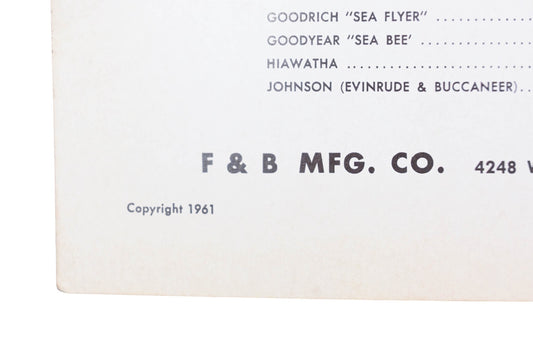 GOODRICH "SEA FLYER" ................
GOODYEAR "SEA BEE' .................
HIAWATHA ............................
JOHNSON (EVINRUDE & BUCCANEER)..
F & B MFG. CO. 4248 W
Copyright 1961